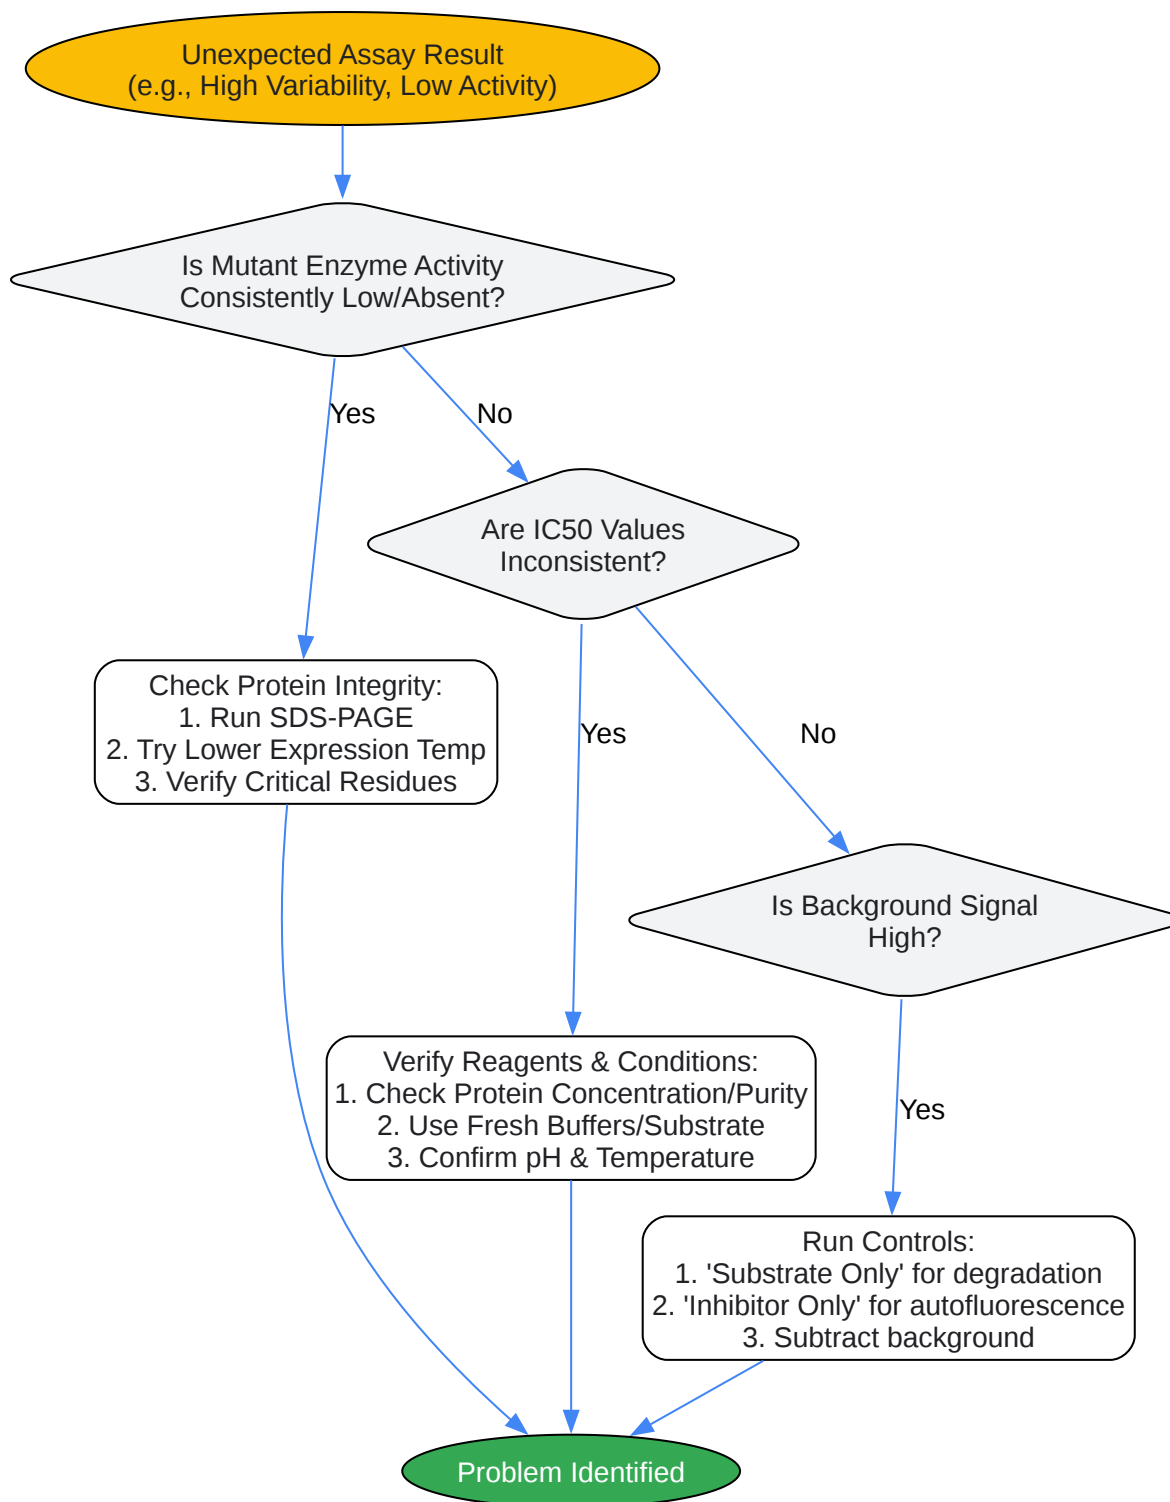 Unexpected Assay Result
(e.g., High Variability, Low Activity)
Is Mutant Enzyme Activity
Consistently Low/Absent?
Yes
No
Are IC50 Values
Inconsistent?
Check Protein Integrity:
1. Run SDS-PAGE
2. Try Lower Expression Temp
3. Verify Critical Residues
Yes
No
Is Background Signal
High?
Verify Reagents & Conditions:
1. Check Protein Concentration/Purity
2. Use Fresh Buffers/Substrate
3. Confirm pH & Temperature
Yes
Run Controls:
1. 'Substrate Only' for degradation
2. 'Inhibitor Only' for autofluorescence
3. Subtract background
Problem Identified